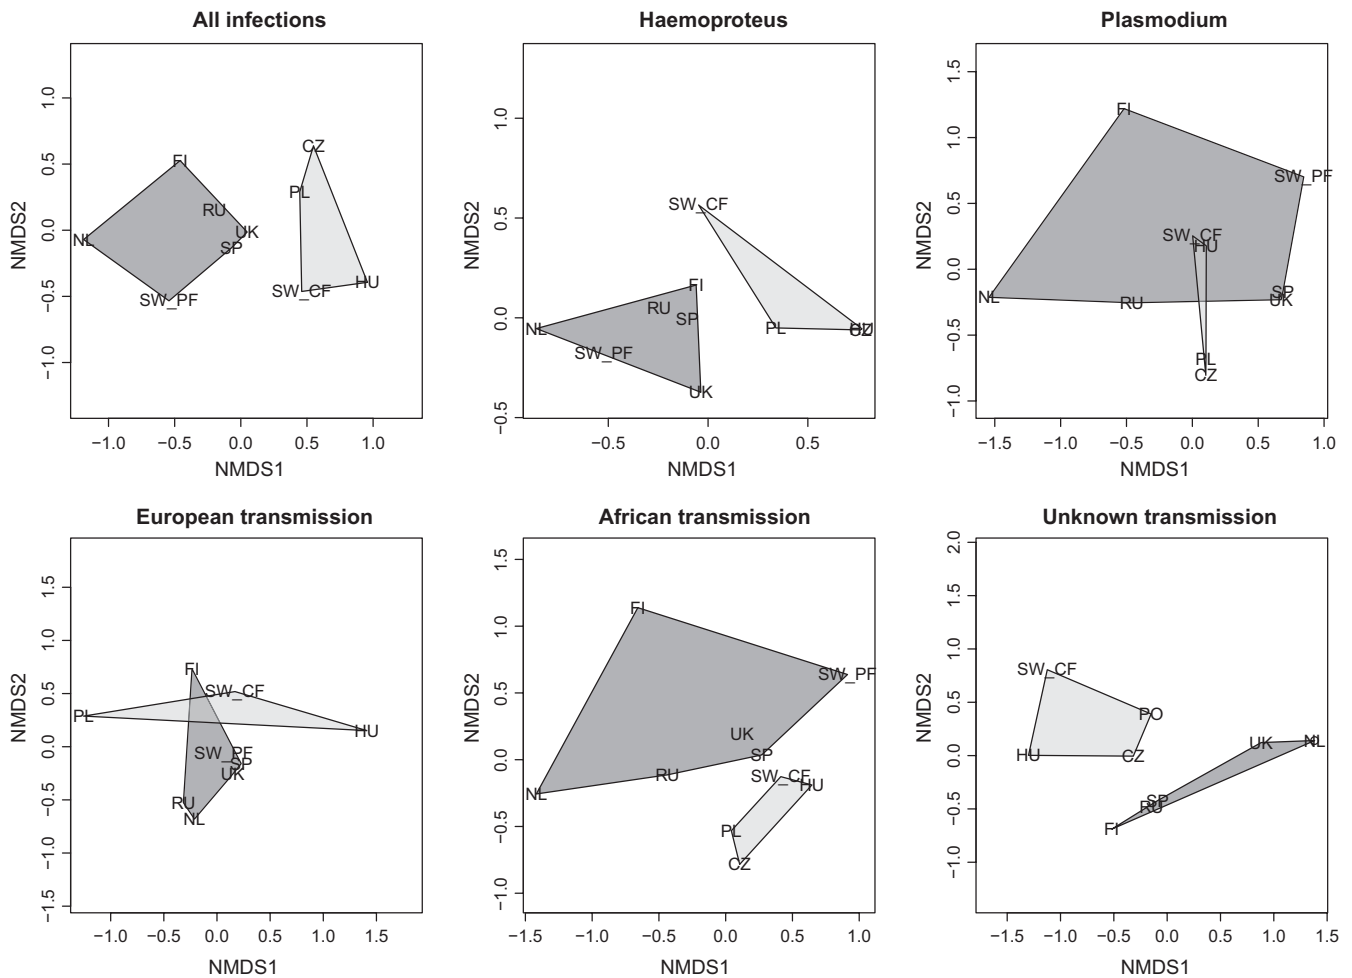 All infections
Haemoproteus
Plasmodium
NMDS2
1.0
0.5
0.0
−0.5
−1.0
CZ
FI
PL
RU
UK
NL
SP
HU
SW_CF
SW_PF
−1.0
−0.5
0.0
0.5
1.0
NMDS1
NMDS2
1.0
0.5
0.0
−0.5
SW_CF
FI
RU
SP
NL
PL
HU
CZ
SW_PF
UK
−0.5
0.0
0.5
NMDS1
NMDS2
1.5
1.0
0.5
0.0
−0.5
−1.0
FI
SW_PF
SW_CF
HU
NL
RU
SP
UK
PL
CZ
−1.5
−1.0
−0.5
0.0
0.5
1.0
NMDS1
European transmission
African transmission
Unknown transmission
NMDS2
1.5
1.0
0.5
0.0
−0.5
−1.0
−1.5
FI
SW_CF
PL
HU
SW_PF
SP
UK
RU
NL
−1.0
−0.5
0.0
0.5
1.0
1.5
NMDS1
NMDS2
1.5
1.0
0.5
0.0
−0.5
−1.0
FI
SW_PF
UK
SP
RU
SW_CF
HU
NL
PL
CZ
−1.5
−1.0
−0.5
0.0
0.5
1.0
NMDS1
NMDS2
2.0
1.5
1.0
0.5
0.0
−0.5
−1.0
SW_CF
PO
HU
CZ
UK
NL
SP
RU
FI
−1.5
−1.0
−0.5
0.0
0.5
1.0
1.5
NMDS1